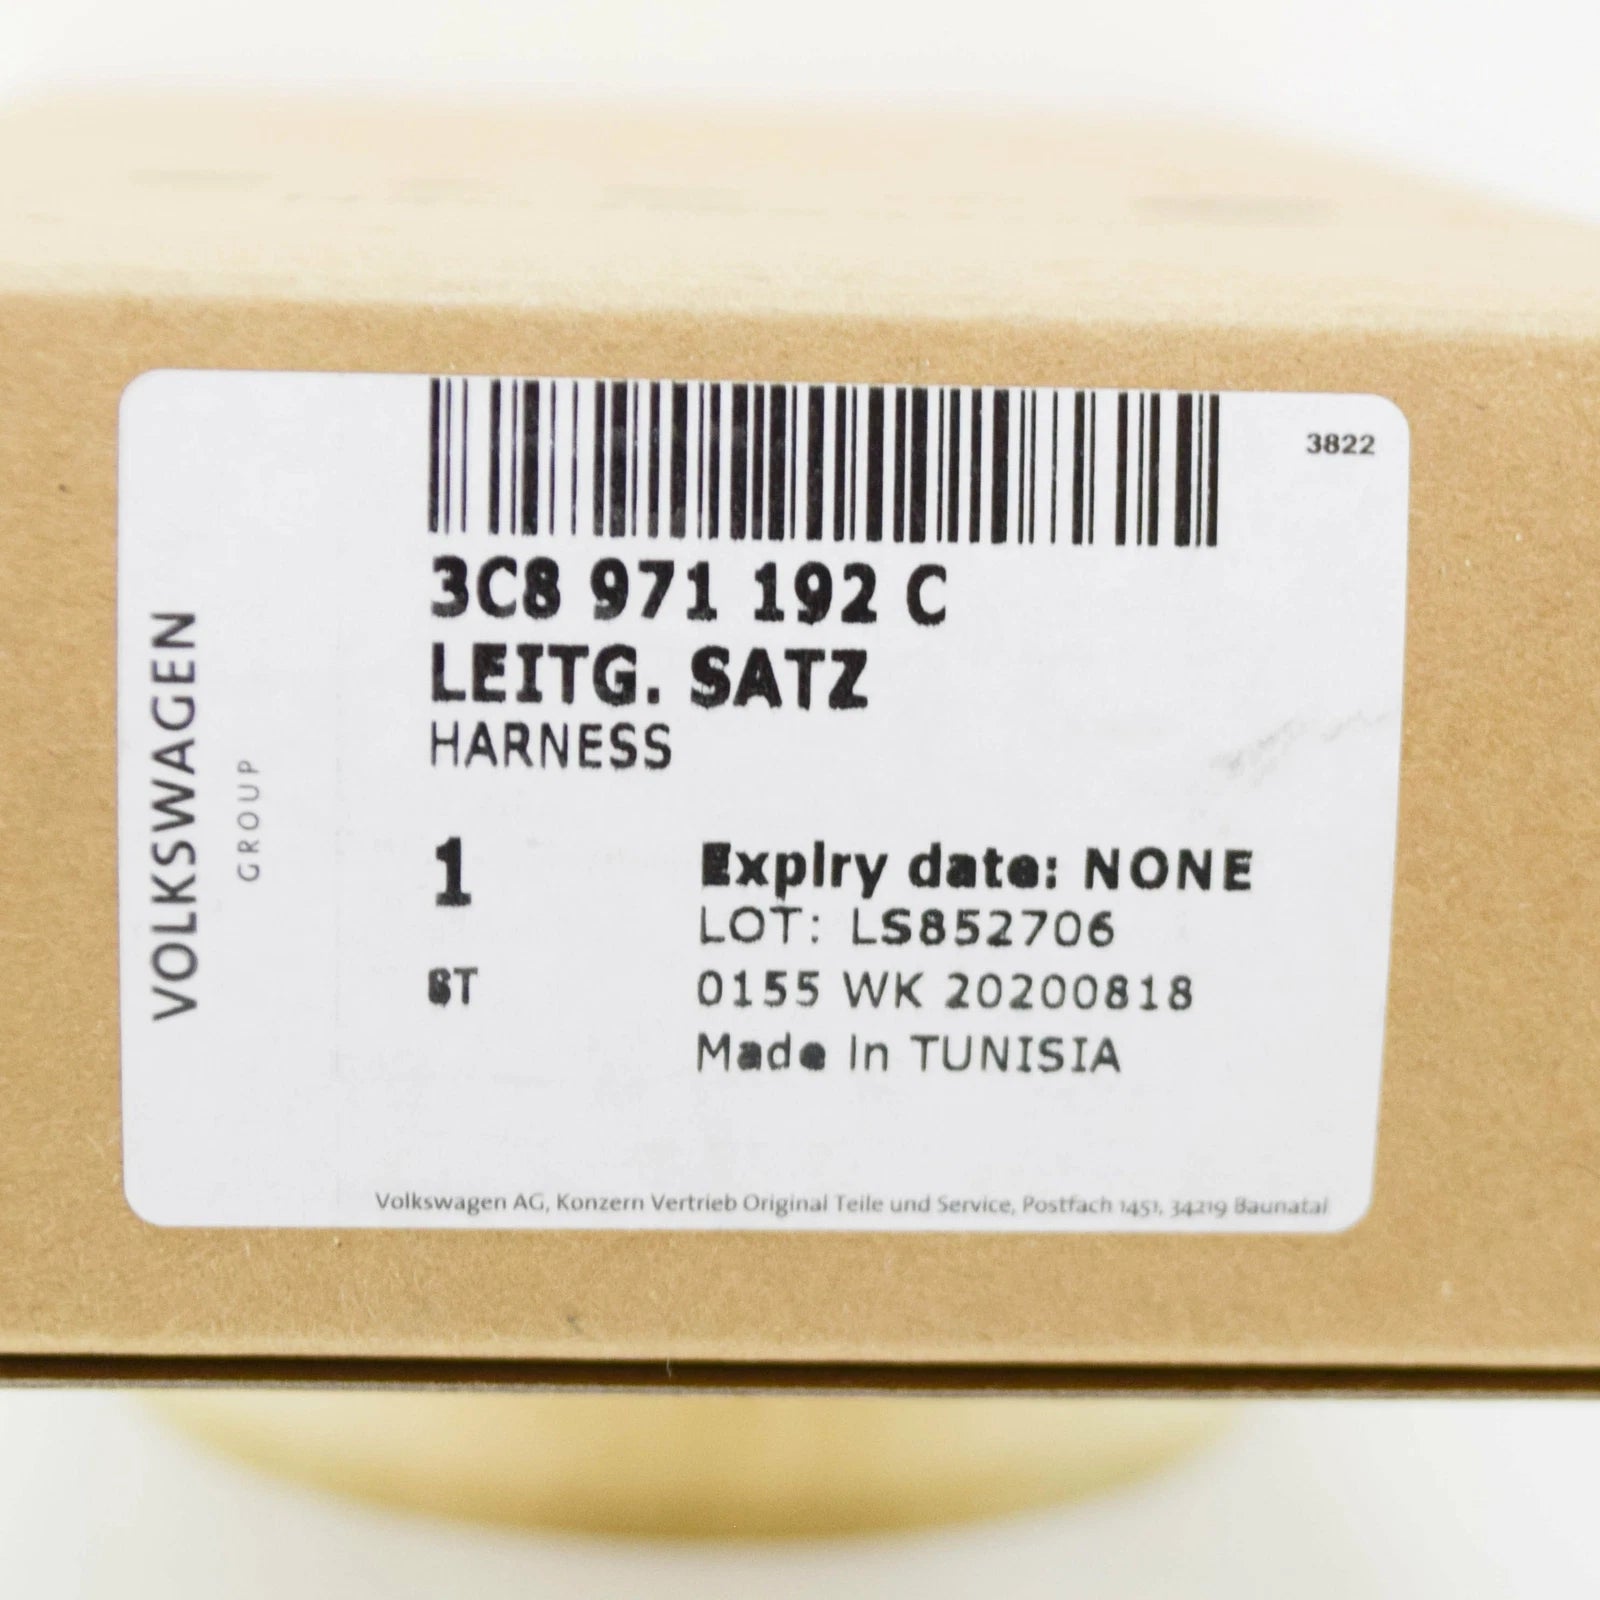 3822
3C8 971 192 C
LEITG. SATZ
HARNESS
VOLKSWAGEN
GROUP
1
Expiry date: NONE
LOT: LS852706
ST
0155 WK 20200818
Made In TUNISIA
Volkswagen AG, Konzern Vertrieb Original Teile und Service, Postfach 1451, 34219 Baunatal